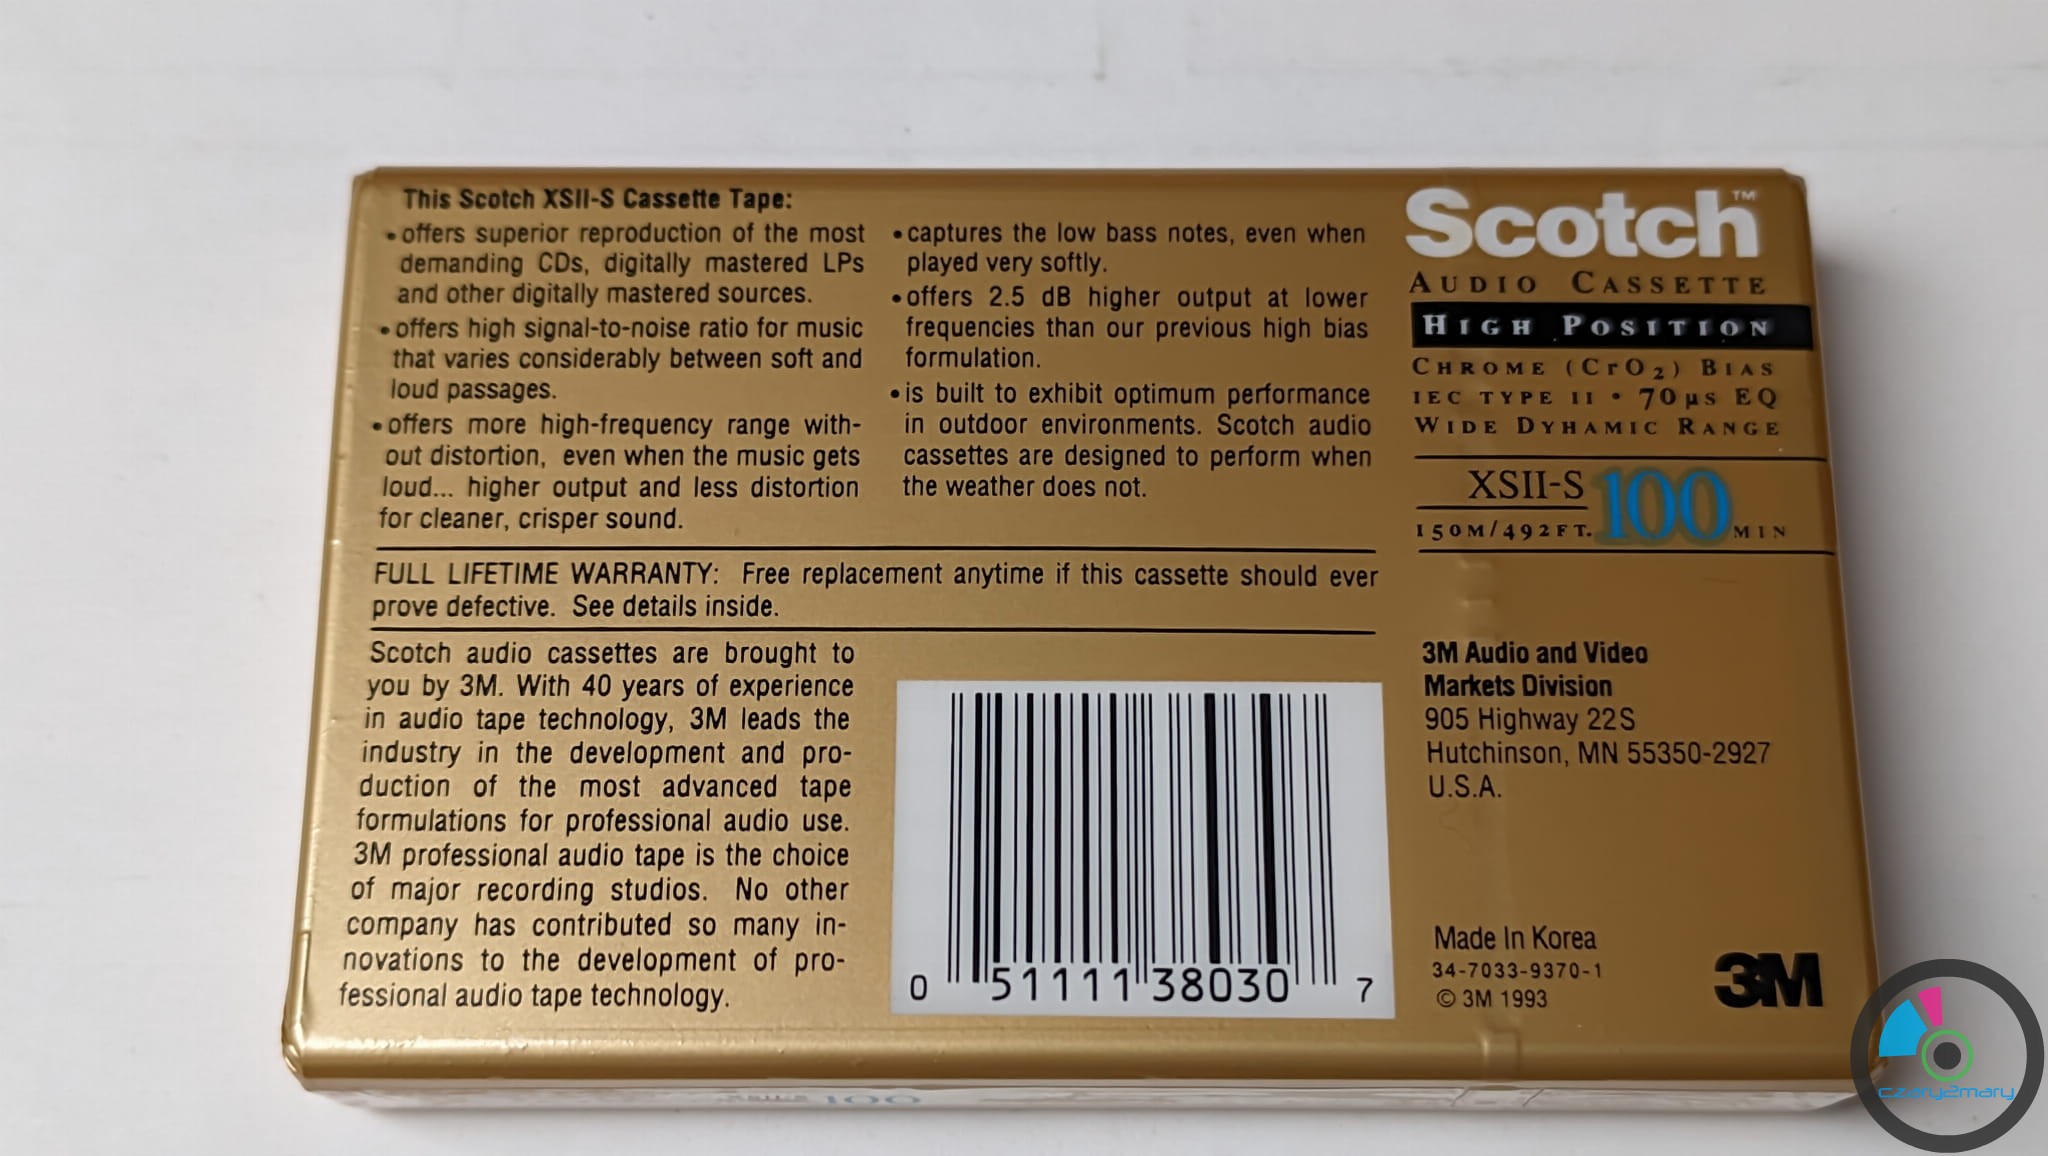 This Scotch XSII-S Cassette Tape:
•offers superior reproduction of the most
demanding CDs, digitally mastered LPs
and other digitally mastered sources.
•offers high signal-to-noise ratio for music
that varies considerably between soft and
loud passages.
•offers more high-frequency range with-
out distortion, even when the music gets
loud... higher output and less distortion
for cleaner, crisper sound.
•captures the low bass notes, even when
played very softly.
•offers 2.5 dB higher output at lower
frequencies than our previous high bias
formulation.
•is built to exhibit optimum performance
in outdoor environments. Scotch audio
cassettes are designed to perform when
the weather does not.
FULL LIFETIME WARRANTY: Free replacement anytime if this cassette should ever
prove defective. See details inside.
Scotch audio cassettes are brought to
you by 3M. With 40 years of experience
in audio tape technology, 3M leads the
industry in the development and pro-
duction of the most advanced tape
formulations for professional audio use.
3M professional audio tape is the choice
of major recording studios. No other
company has contributed so many in-
novations to the development of pro-
fessional audio tape technology.
0 51111 38030 7
Scotch™
AUDIO CASSETTE
HIGH POSITION
CHROME (CrO2) BIAS
IEC TYPE II • 70 µs EQ
WIDE DYHAMIC RANGE
XSII-S 100
150M/492FT. MIN
3M Audio and Video
Markets Division
905 Highway 22S
Hutchinson, MN 55350-2927
U.S.A.
Made In Korea
34-7033-9370-1
© 3M 1993
3M
czary2mary
100